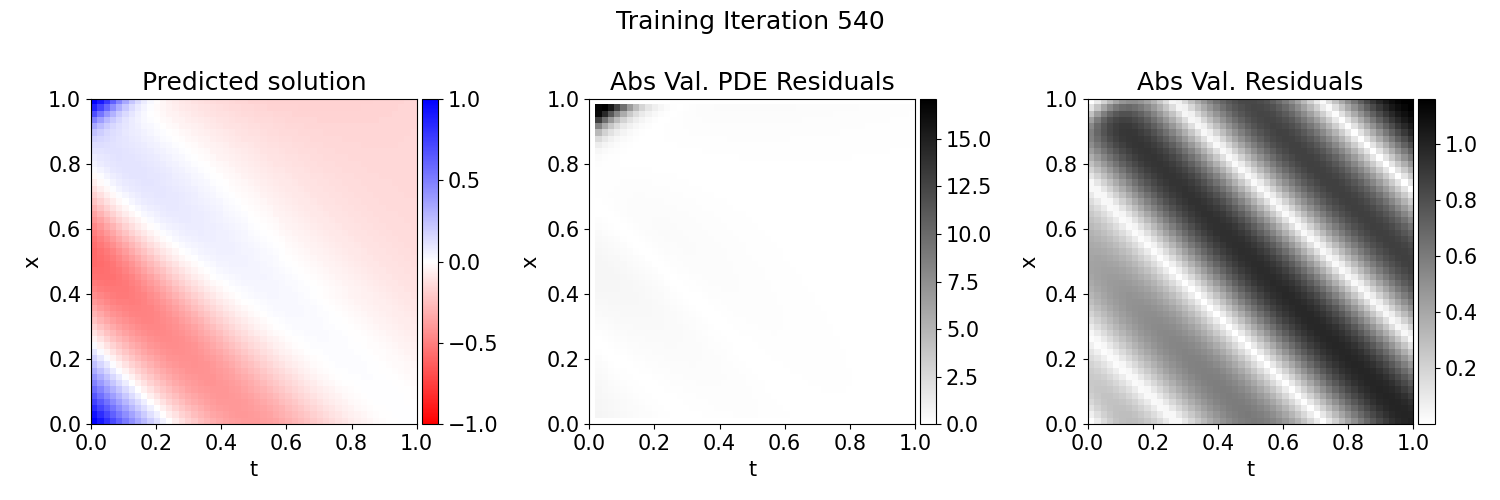 Training Iteration 540
Predicted solution
1.0
0.8
0.6
0.4
0.2
0.0
x
0.0 0.2 0.4 0.6 0.8 1.0
t
1.0
0.5
0.0
−0.5
−1.0
Abs Val. PDE Residuals
1.0
0.8
0.6
0.4
0.2
0.0
x
0.0 0.2 0.4 0.6 0.8 1.0
t
15.0
12.5
10.0
7.5
5.0
2.5
0.0
Abs Val. Residuals
1.0
0.8
0.6
0.4
0.2
0.0
x
0.0 0.2 0.4 0.6 0.8 1.0
t
1.0
0.8
0.6
0.4
0.2